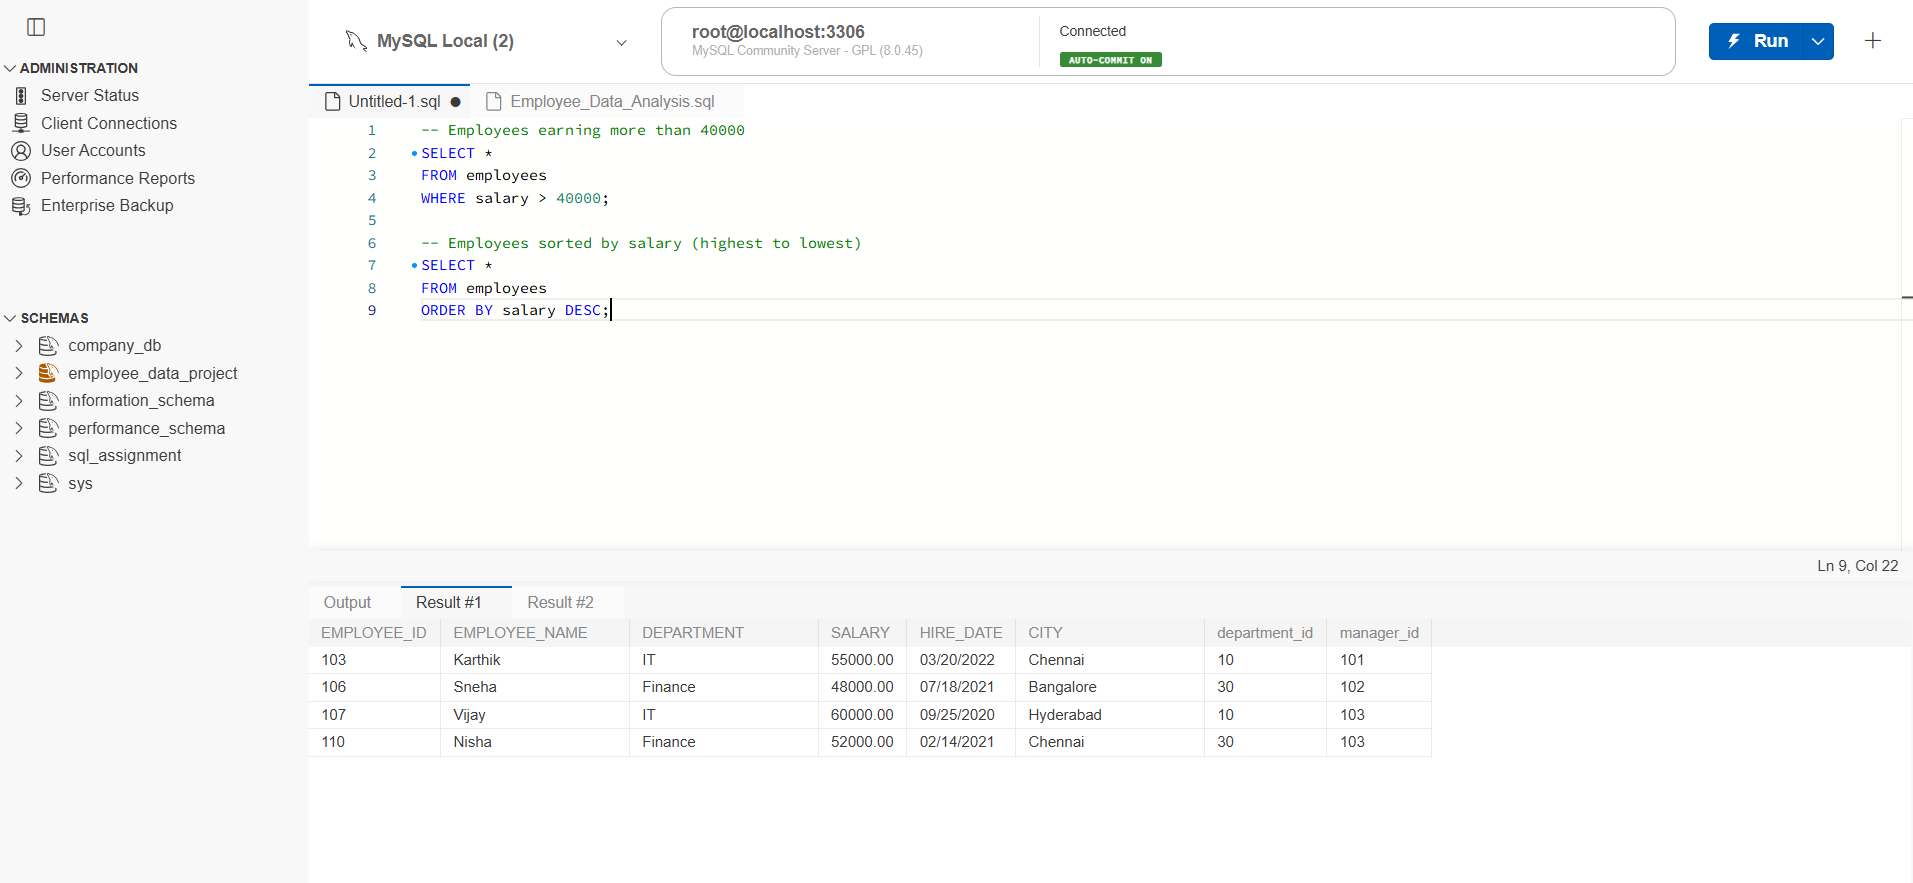 MySQL Local (2)
root@localhost:3306
MySQL Community Server - GPL (8.0.45)
Connected
AUTO-COMMIT ON
Run
ADMINISTRATION
Server Status
Client Connections
User Accounts
Performance Reports
Enterprise Backup
SCHEMAS
company_db
employee_data_project
information_schema
performance_schema
sql_assignment
sys
Untitled-1.sql
Employee_Data_Analysis.sql
1 -- Employees earning more than 40000
2 SELECT *
3 FROM employees
4 WHERE salary > 40000;
5
6 -- Employees sorted by salary (highest to lowest)
7 SELECT *
8 FROM employees
9 ORDER BY salary DESC;
Ln 9, Col 22
Output Result #1 Result #2
EMPLOYEE_ID EMPLOYEE_NAME DEPARTMENT SALARY HIRE_DATE CITY department_id manager_id
103 Karthik IT 55000.00 03/20/2022 Chennai 10 101
106 Sneha Finance 48000.00 07/18/2021 Bangalore 30 102
107 Vijay IT 60000.00 09/25/2020 Hyderabad 10 103
110 Nisha Finance 52000.00 02/14/2021 Chennai 30 103